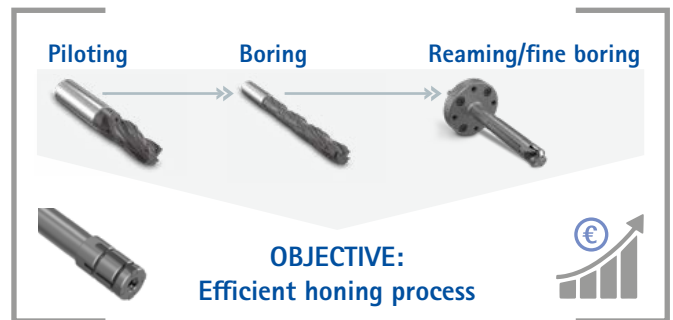 Piloting
Boring
Reaming/fine boring
OBJECTIVE:
Efficient honing process
€